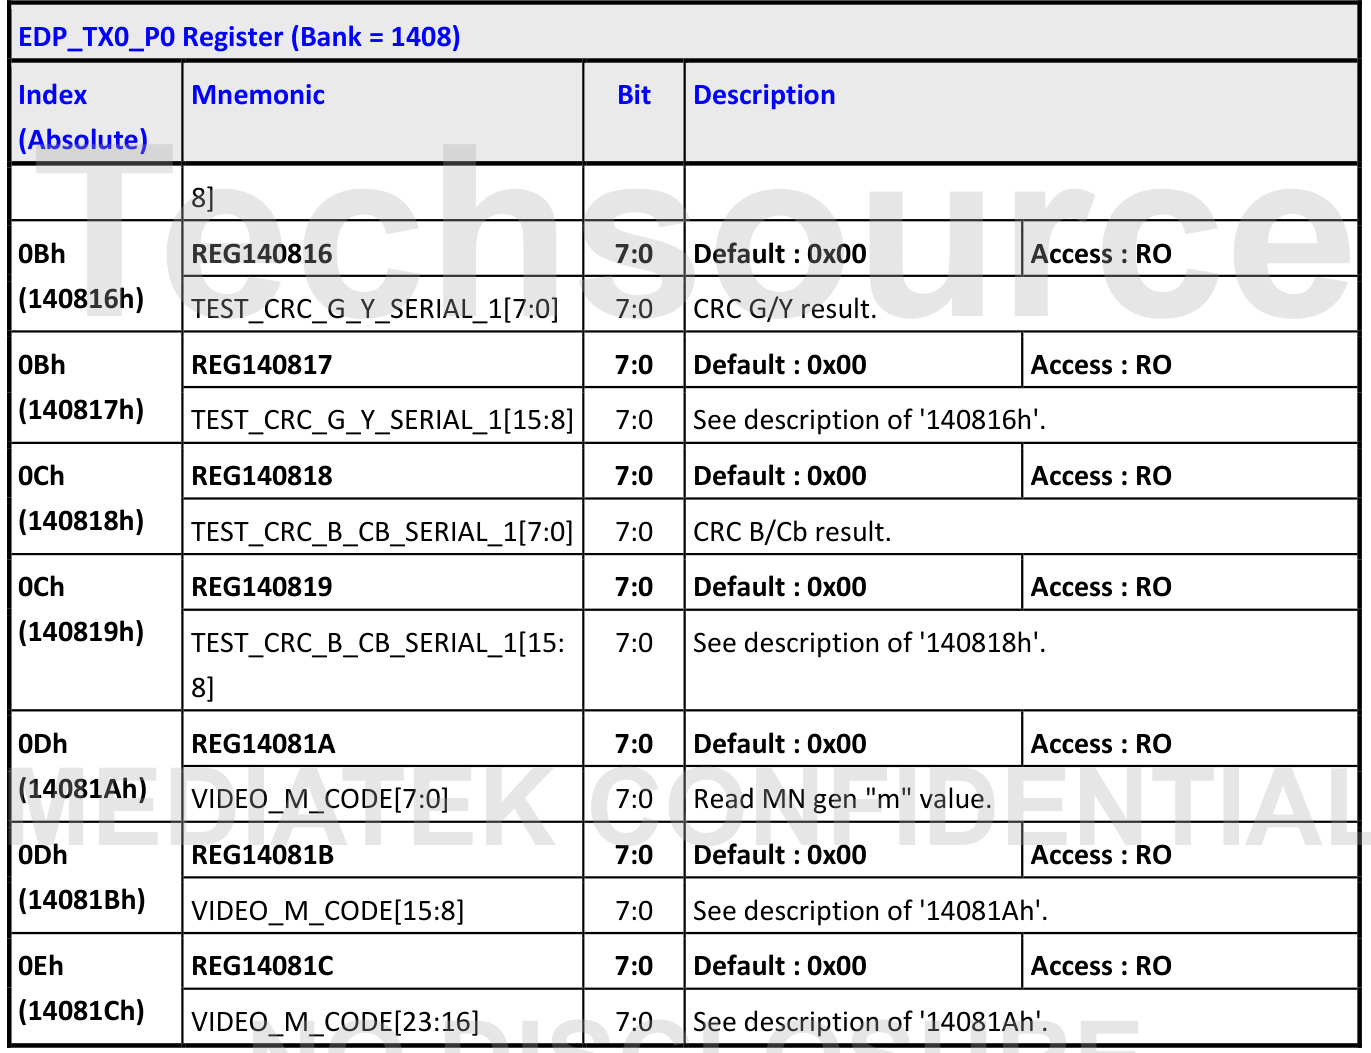 EDP_TX0_P0 Register (Bank = 1408)
Index (Absolute) Mnemonic Bit Description
8]
0Bh (140816h) REG140816 7:0 Default : 0x00 Access : RO
TEST_CRC_G_Y_SERIAL_1[7:0] 7:0 CRC G/Y result.
0Bh (140817h) REG140817 7:0 Default : 0x00 Access : RO
TEST_CRC_G_Y_SERIAL_1[15:8] 7:0 See description of '140816h'.
0Ch (140818h) REG140818 7:0 Default : 0x00 Access : RO
TEST_CRC_B_CB_SERIAL_1[7:0] 7:0 CRC B/Cb result.
0Ch (140819h) REG140819 7:0 Default : 0x00 Access : RO
TEST_CRC_B_CB_SERIAL_1[15: 7:0 See description of '140818h'.
8]
0Dh (14081Ah) REG14081A 7:0 Default : 0x00 Access : RO
VIDEO_M_CODE[7:0] 7:0 Read MN gen "m" value.
0Dh (14081Bh) REG14081B 7:0 Default : 0x00 Access : RO
VIDEO_M_CODE[15:8] 7:0 See description of '14081Ah'.
0Eh (14081Ch) REG14081C 7:0 Default : 0x00 Access : RO
VIDEO_M_CODE[23:16] 7:0 See description of '14081Ah'.
Techsource
MEDIATEK CONFIDENTIAL
NO DISCLOSURE